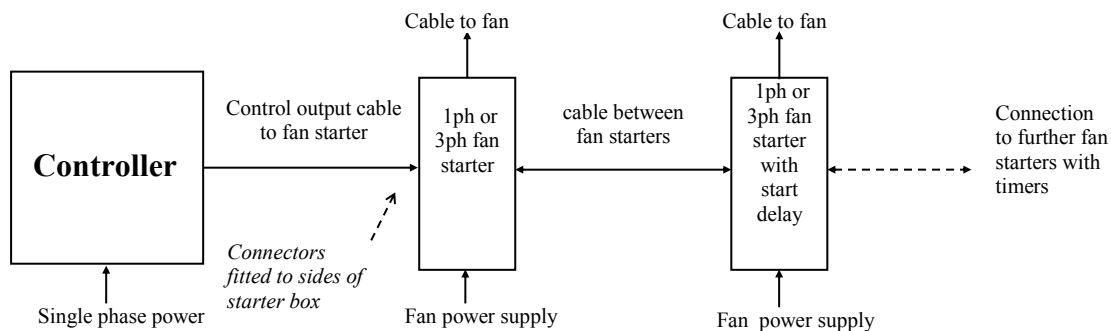 Cable to fan
Cable to fan
Controller
Control output cable
to fan starter
1ph or
3ph fan
starter
cable between
fan starters
1ph or
3ph fan
starter
with
start
delay
Connection
to further fan
starters with
timers
Connectors
fitted to sides of
starter box
Single phase power
Fan power supply
Fan power supply